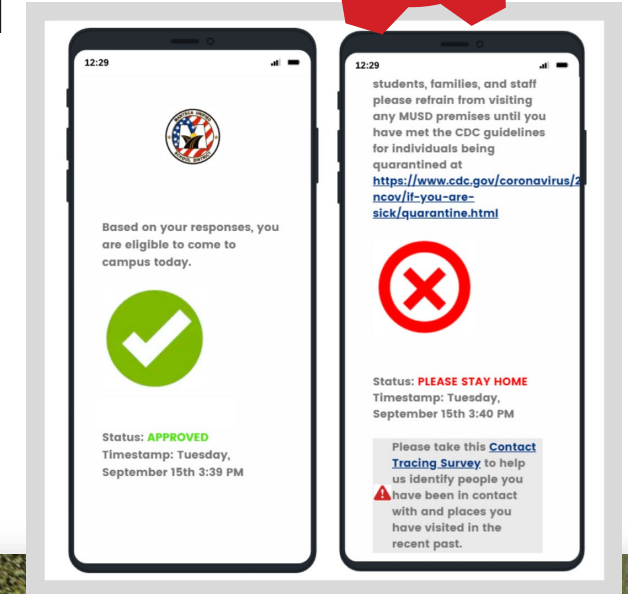 12:29
MANTECA UNIFIED
SCHOOL DISTRICT
Based on your responses, you
are eligible to come to
campus today.
Status: APPROVED
Timestamp: Tuesday,
September 15th 3:39 PM
12:29
students, families, and staff
please refrain from visiting
any MUSD premises until you
have met the CDC guidelines
for individuals being
quarantined at
https://www.cdc.gov/coronavirus/2
ncov/if-you-are-
sick/quarantine.html
Status: PLEASE STAY HOME
Timestamp: Tuesday,
September 15th 3:40 PM
Please take this Contact
Tracing Survey to help
us identify people you
have been in contact
with and places you
have visited in the
recent past.